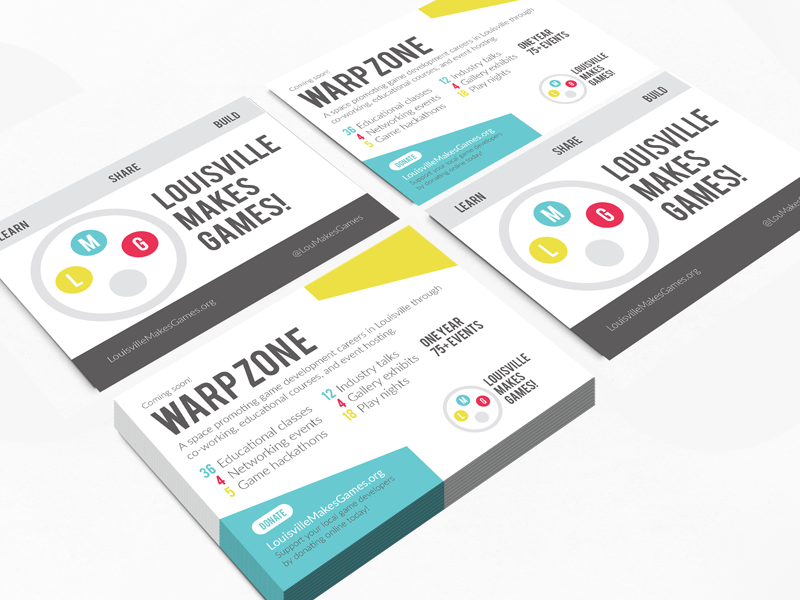 Coming soon!
WARP ZONE
A space promoting game development careers in Louisville through
co-working, educational courses, and event hosting.
36 Educational classes
4 Networking events
5 Game hackathons
12 Industry talks
4 Gallery exhibits
18 Play nights
ONE YEAR
75+ EVENTS
M G
L
LOUISVILLE
MAKES
GAMES!
DONATE
LouisvilleMakesGames.org
Support your local game developers
by donating online today!
LEARN SHARE BUILD
M G
L
LOUISVILLE
MAKES
GAMES!
LouisvilleMakesGames.org @LouMakesGames
LEARN SHARE BUILD
M G
L
LOUISVILLE
MAKES
GAMES!
LouisvilleMakesGames.org
Coming soon!
WARP ZONE
A space promoting game development careers in Louisville through
co-working, educational courses, and event hosting.
36 Educational classes
4 Networking events
5 Game hackathons
12 Industry talks
4 Gallery exhibits
18 Play nights
ONE YEAR
75+ EVENTS
M G
L
LOUISVILLE
MAKES
GAMES!
DONATE
LouisvilleMakesGames.org
Support your local game developers
by donating online today!